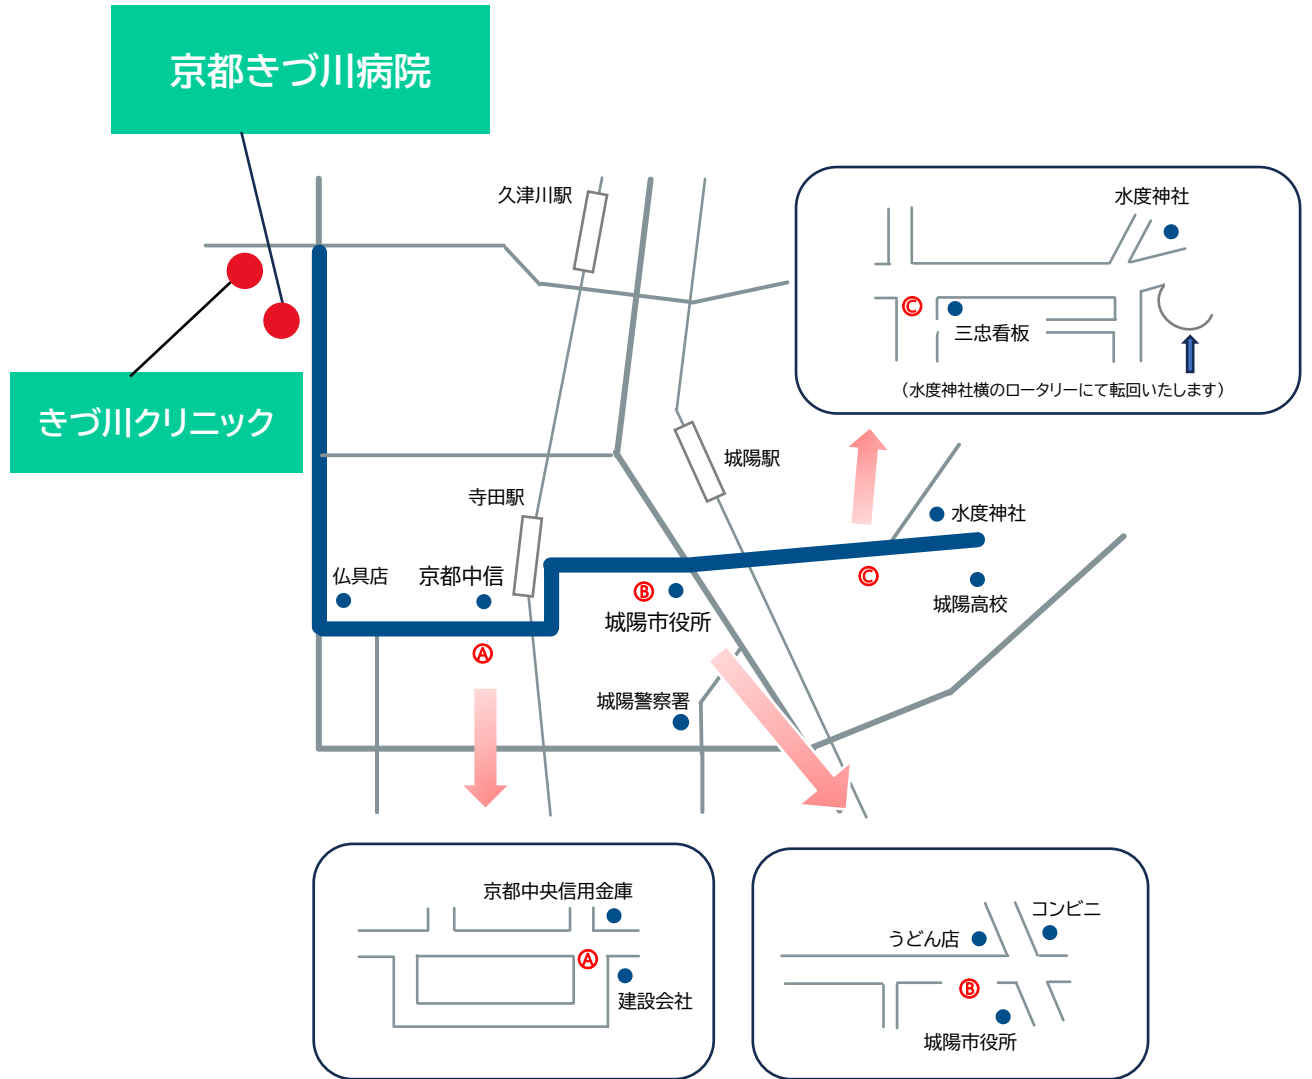 京都きづ川病院
久津川駅
水度神社
Ⓒ
三忠看板
（水度神社横のロータリーにて転回いたします）
きづ川クリニック
城陽駅
寺田駅
水度神社
仏具店
京都中信
Ⓑ
Ⓒ
城陽市役所
城陽高校
Ⓐ
城陽警察署
京都中央信用金庫
Ⓐ
建設会社
コンビニ
うどん店
Ⓑ
城陽市役所